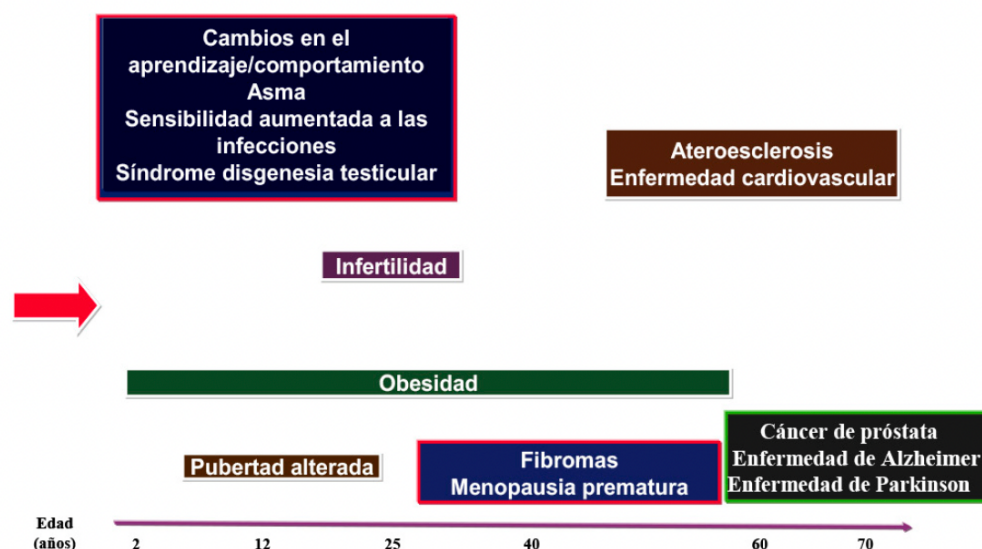 Cambios en el
aprendizaje/comportamiento
Asma
Sensibilidad aumentada a las
infecciones
Síndrome disgenesia testicular
Ateroesclerosis
Enfermedad cardiovascular
Infertilidad
Obesidad
Pubertad alterada
Fibromas
Menopausia prematura
Cáncer de próstata
Enfermedad de Alzheimer
Enfermedad de Parkinson
Edad
(años) 2 12 25 40 60 70